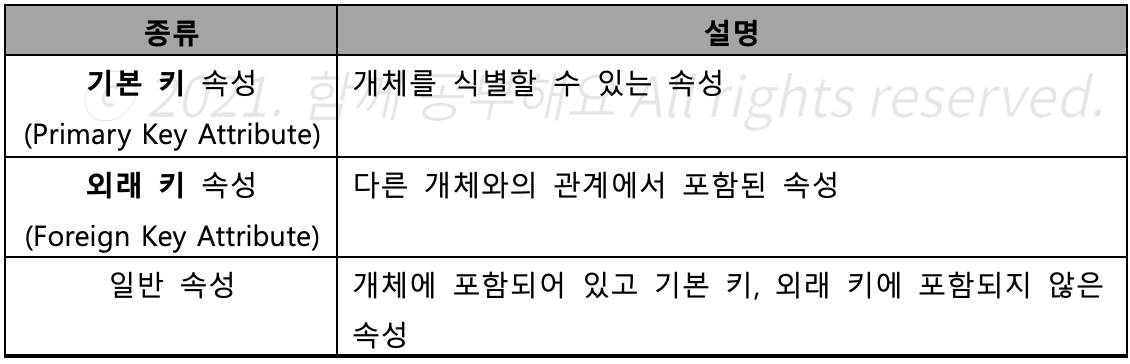 종류 설명
기본 키 속성 개체를 식별할 수 있는 속성
(Primary Key Attribute)
© 2021. 함께 공부해요 All rights reserved.
외래 키 속성 다른 개체와의 관계에서 포함된 속성
(Foreign Key Attribute)
일반 속성 개체에 포함되어 있고 기본 키, 외래 키에 포함되지 않은
속성